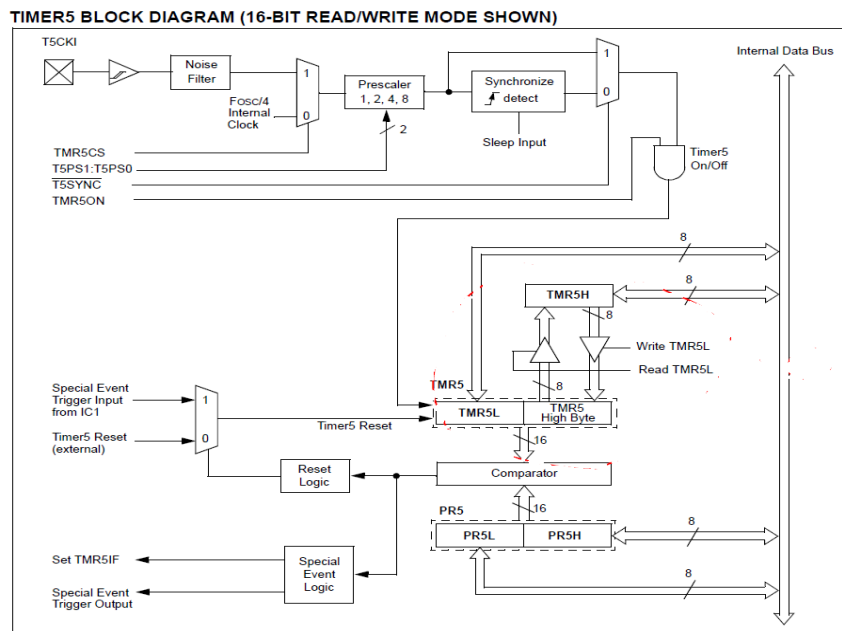 TIMER5 BLOCK DIAGRAM (16-BIT READ/WRITE MODE SHOWN)
T5CKI
Noise
Filter
1
0
FOSC/4
Internal
Clock
Prescaler
1, 2, 4, 8
2
Synchronize
detect
Sleep Input
1
0
Internal Data Bus
TMR5CS
T5PS1:T5PS0
T5SYNC
TMR5ON
Timer5
On/Off
8
8
TMR5H
8
Write TMR5L
Read TMR5L
8
TMR5
TMR5L
TMR5
High Byte
Special Event
Trigger Input
from IC1
1
0
Timer5 Reset
(external)
Timer5 Reset
16
Reset
Logic
Comparator
16
PR5
PR5L
PR5H
8
8
Set TMR5IF
Special Event
Trigger Output
Special
Event
Logic